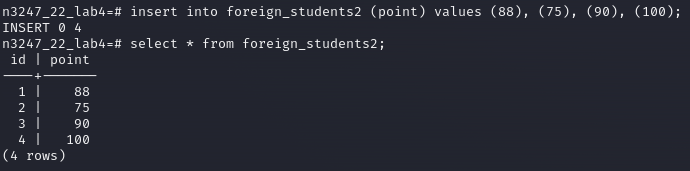 n3247_22_lab4=# insert into foreign_students2 (point) values (88), (75), (90), (100);
INSERT 0 4
n3247_22_lab4=# select * from foreign_students2;
 id | point
----+-------
  1 |    88
  2 |    75
  3 |    90
  4 |   100
(4 rows)